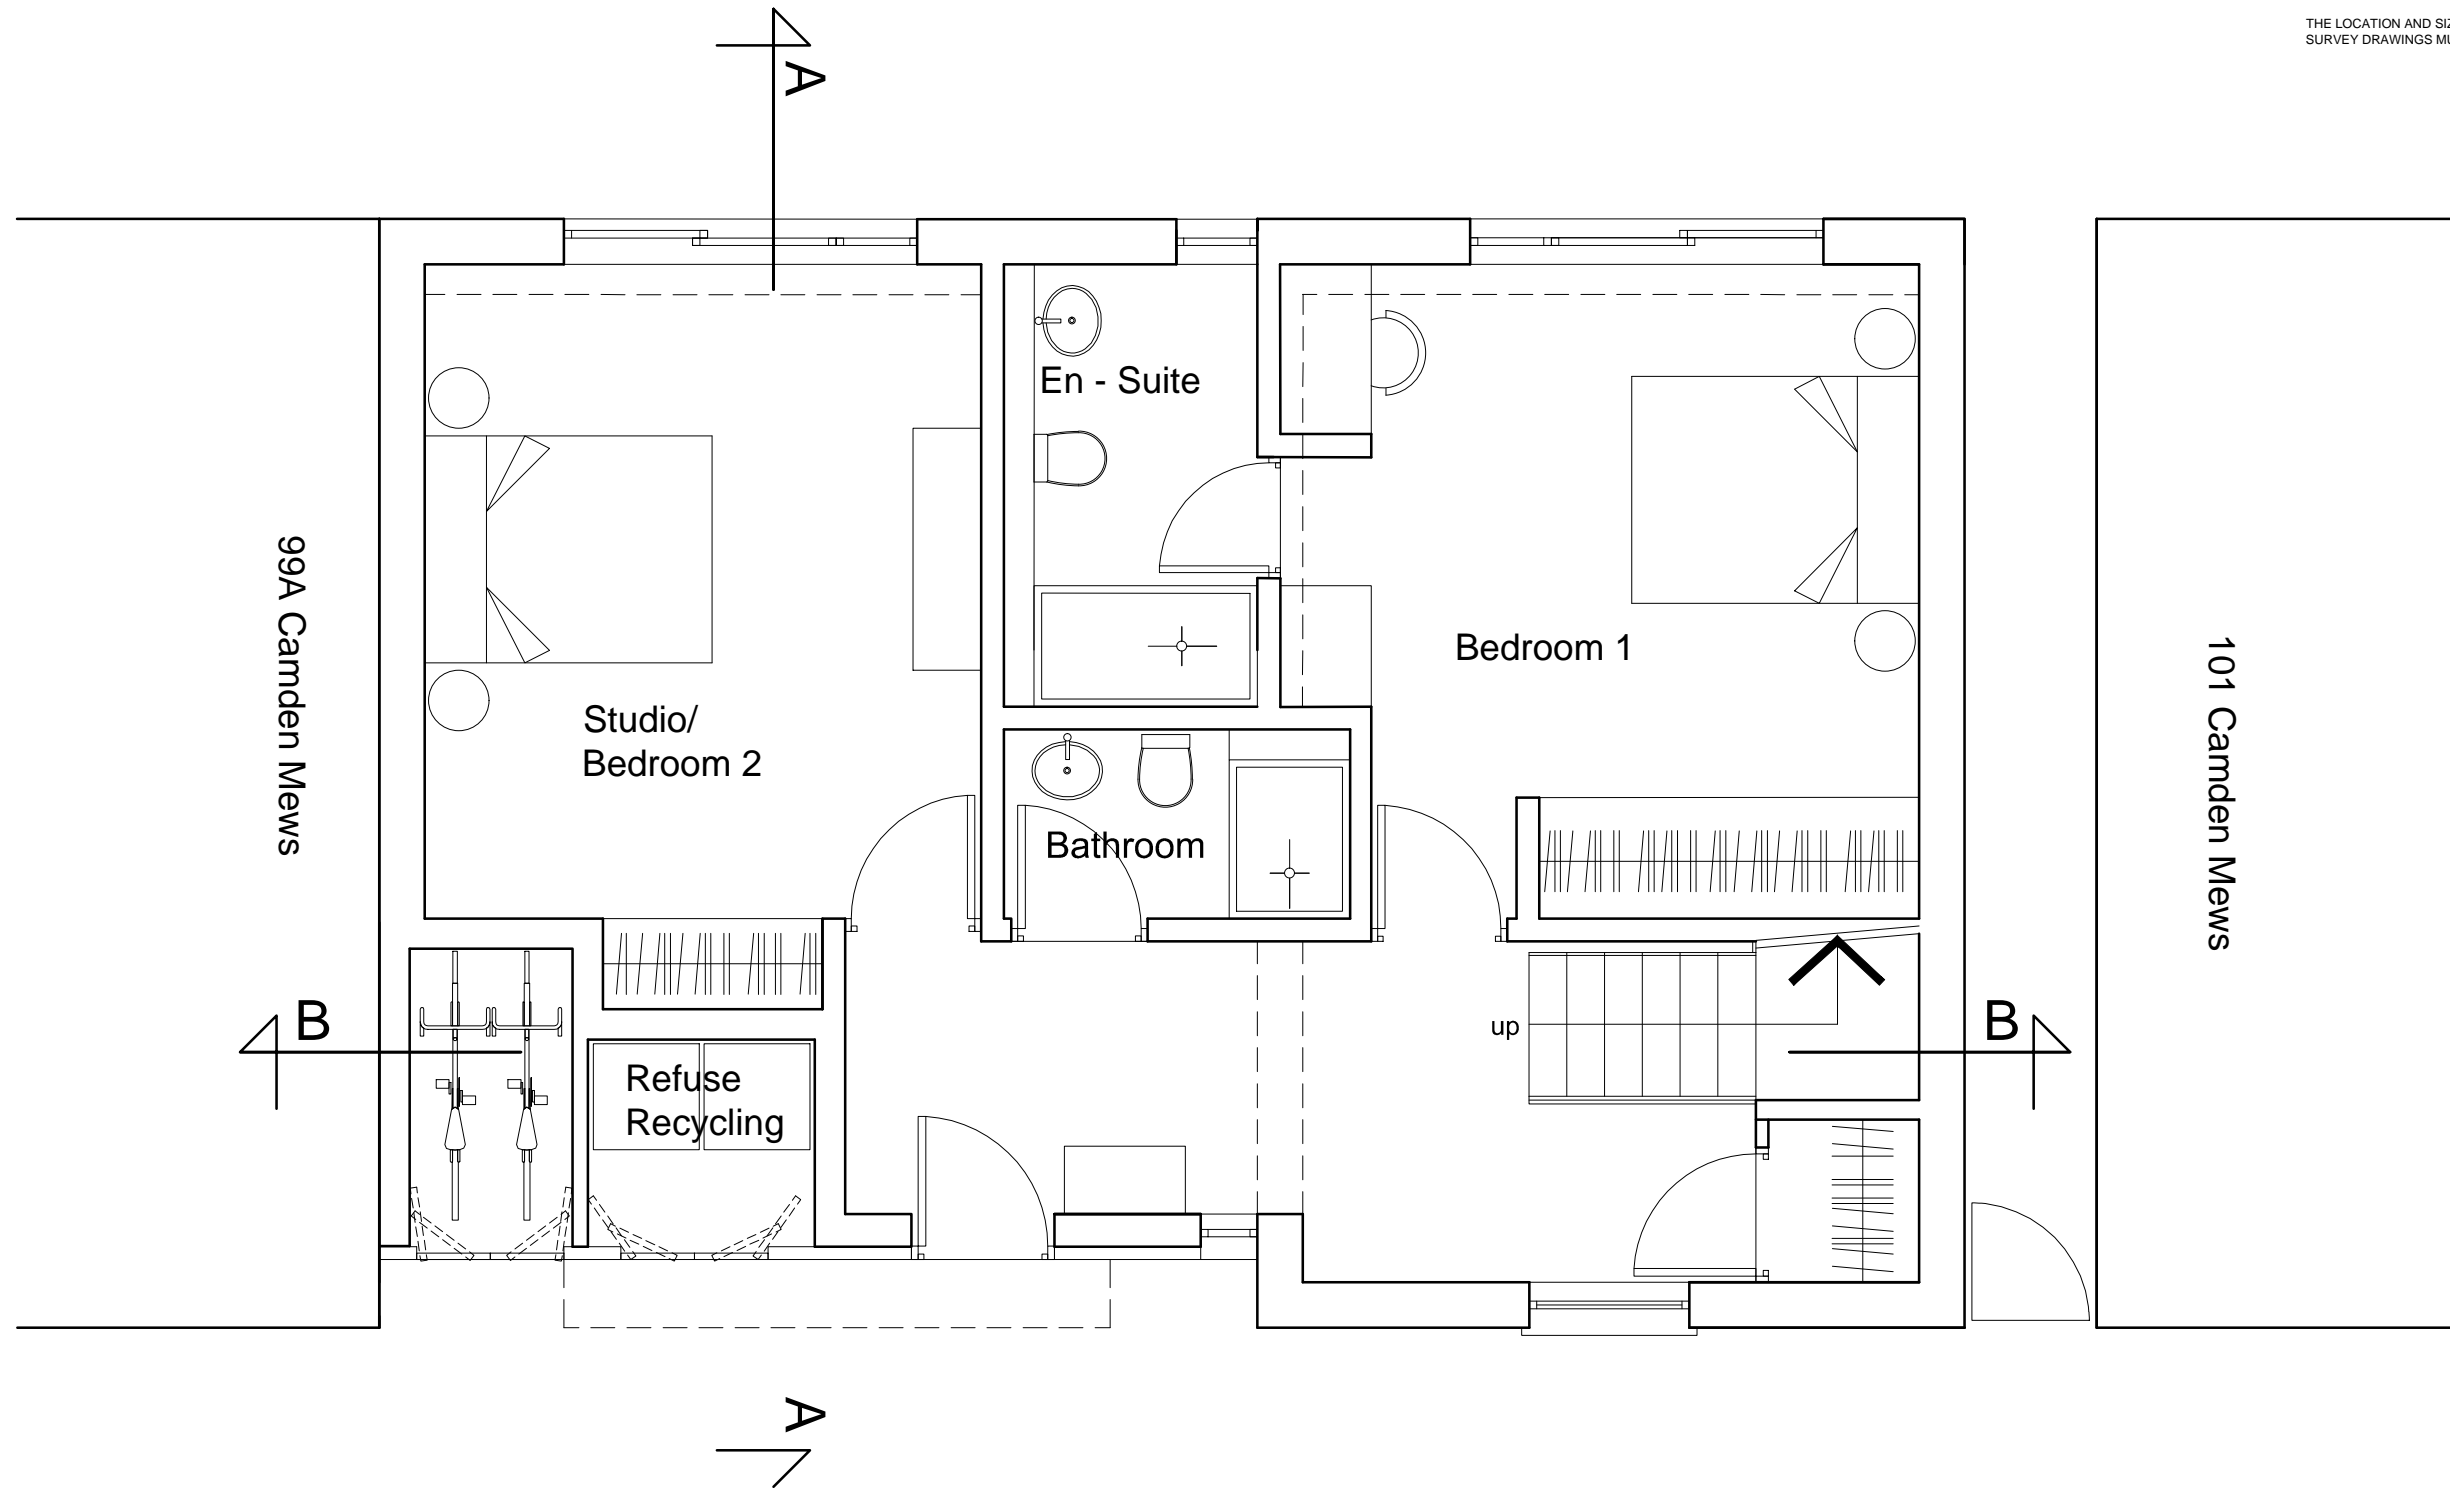 THE LOCATION AND SIZ
SURVEY DRAWINGS MU
A
En - Suite
99A Camden Mews
Bedroom 1
101 Camden Mews
Studio/
Bedroom 2
Bathroom
B
up
B
Refuse
Recycling
A